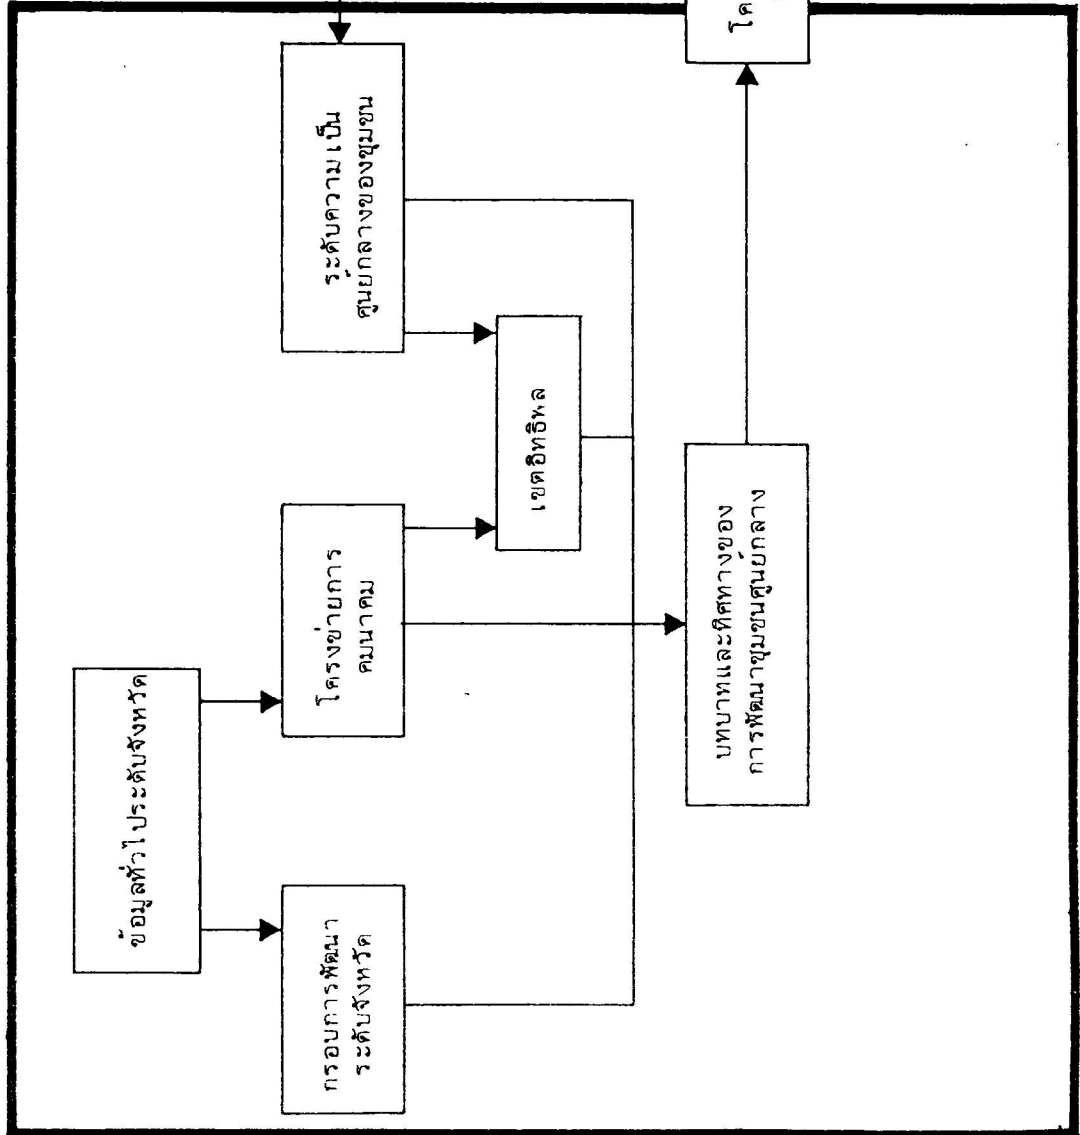 ข้อมูลทั่วไประดับจังหวัด
กรอบการพัฒนา
ระดับจังหวัด
โครงข่ายการ
คมนาคม
ระดับความเป็น
ศูนย์กลางของชุมชน
เขตอิทธิพล
บทบาทและทิศทางของ
การพัฒนาชุมชนศูนย์กลาง
โค